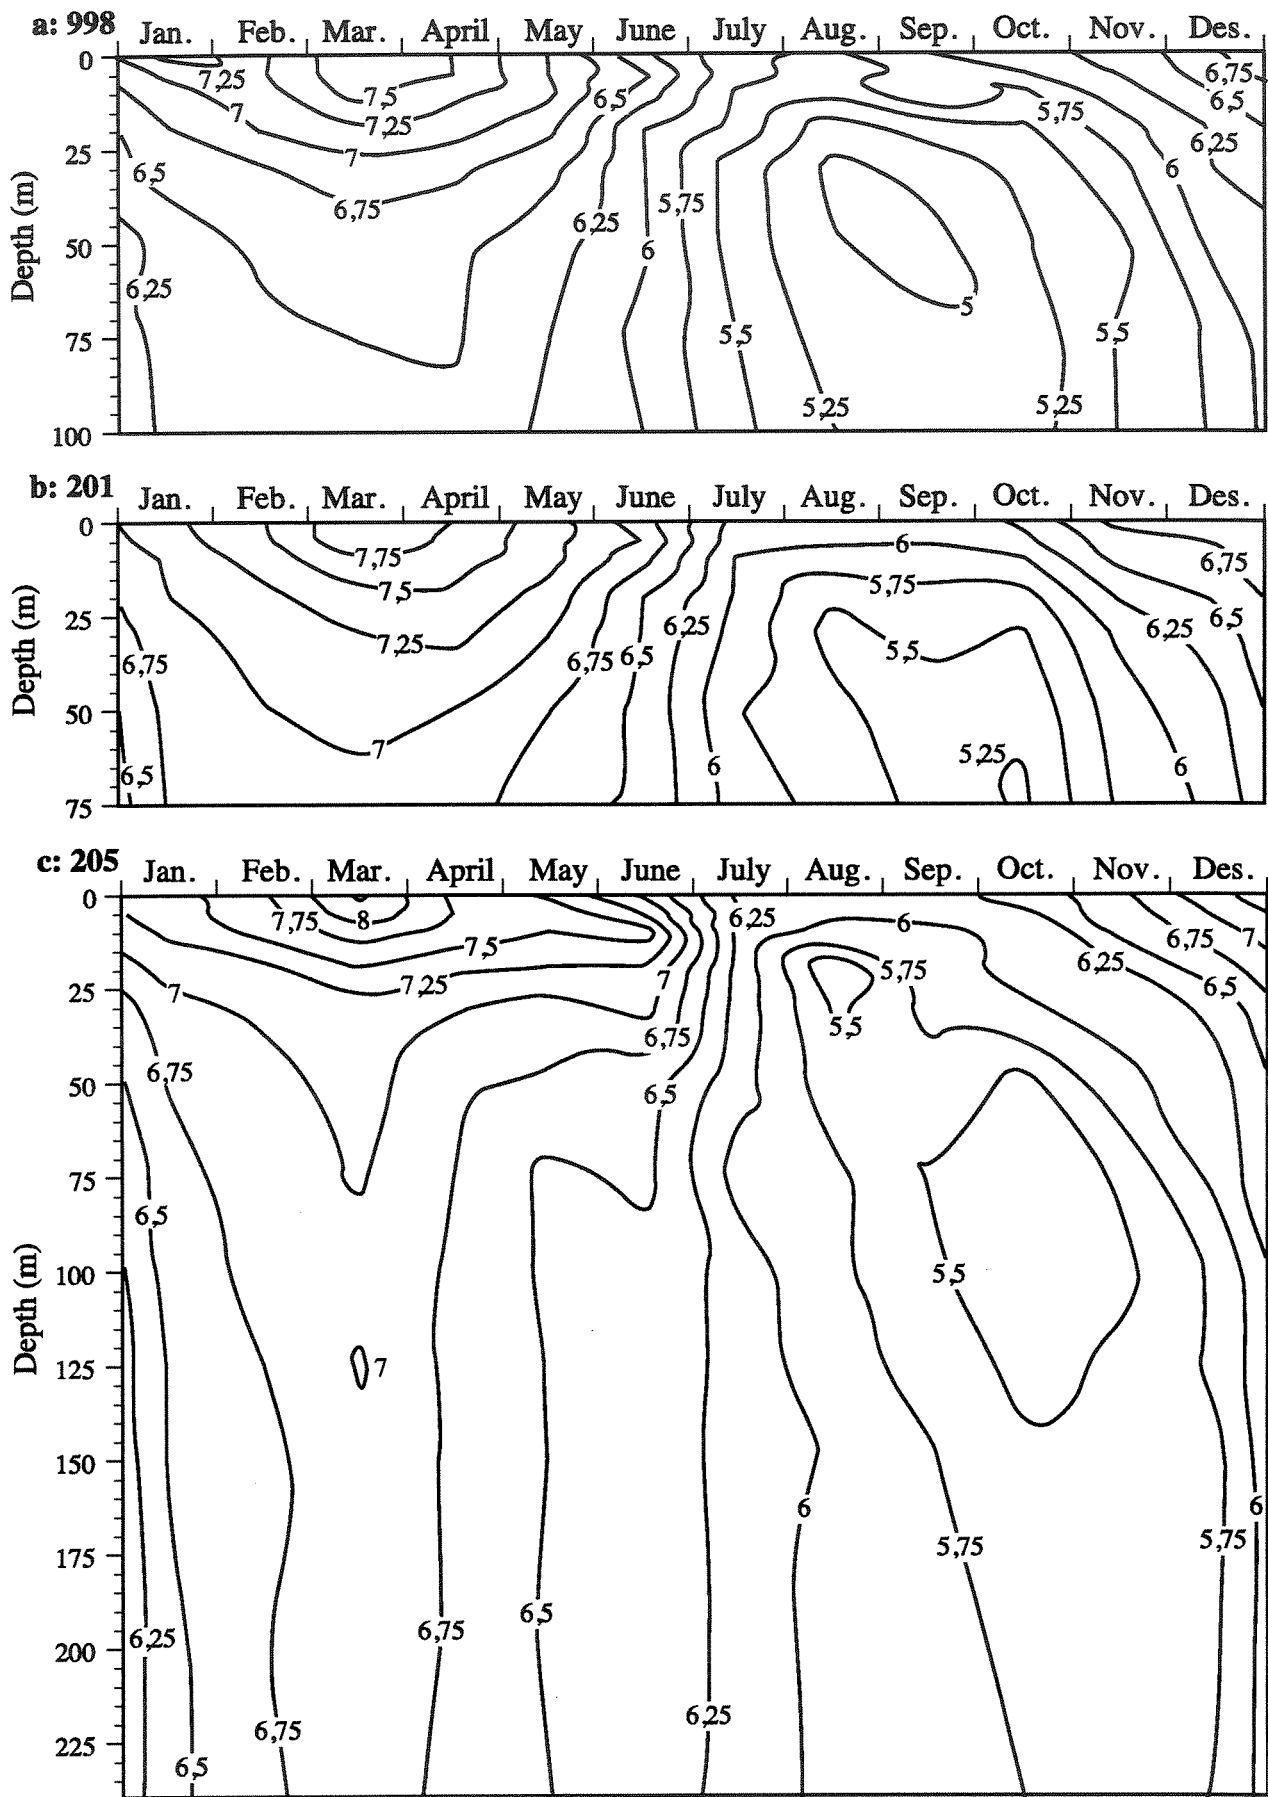 a: 998 Jan. Feb. Mar. April May June July Aug. Sep. Oct. Nov. Des.
0
7,25 7,5 6,5 5,75 6,75
7 7,25 6,5
25 7 6 6,25
6,5
6,75 5,75
6,25
50 6
6,25 5
75 5,5 5,5
5,25 5,25
100
Depth (m)
b: 201 Jan. Feb. Mar. April May June July Aug. Sep. Oct. Nov. Des.
0
7,75 6 6,75
7,5 5,75
25 7,25 6,25 6,25 6,5
6,75 6,75 6,5 5,5
50
7 5,25
6,5 6 6
75
Depth (m)
c: 205 Jan. Feb. Mar. April May June July Aug. Sep. Oct. Nov. Des.
0
7,75 8 6,25 6
7,5 6,75 7
25 7 7,25 7 5,75 6,25 6,5
6,75 5,5
50 6,75 6,5
75
6,5
100 5,5
125 7
150
6
6
175 5,75 5,75
6,25 6,75 6,5
200
6,75 6,25
225 6,5
Depth (m)